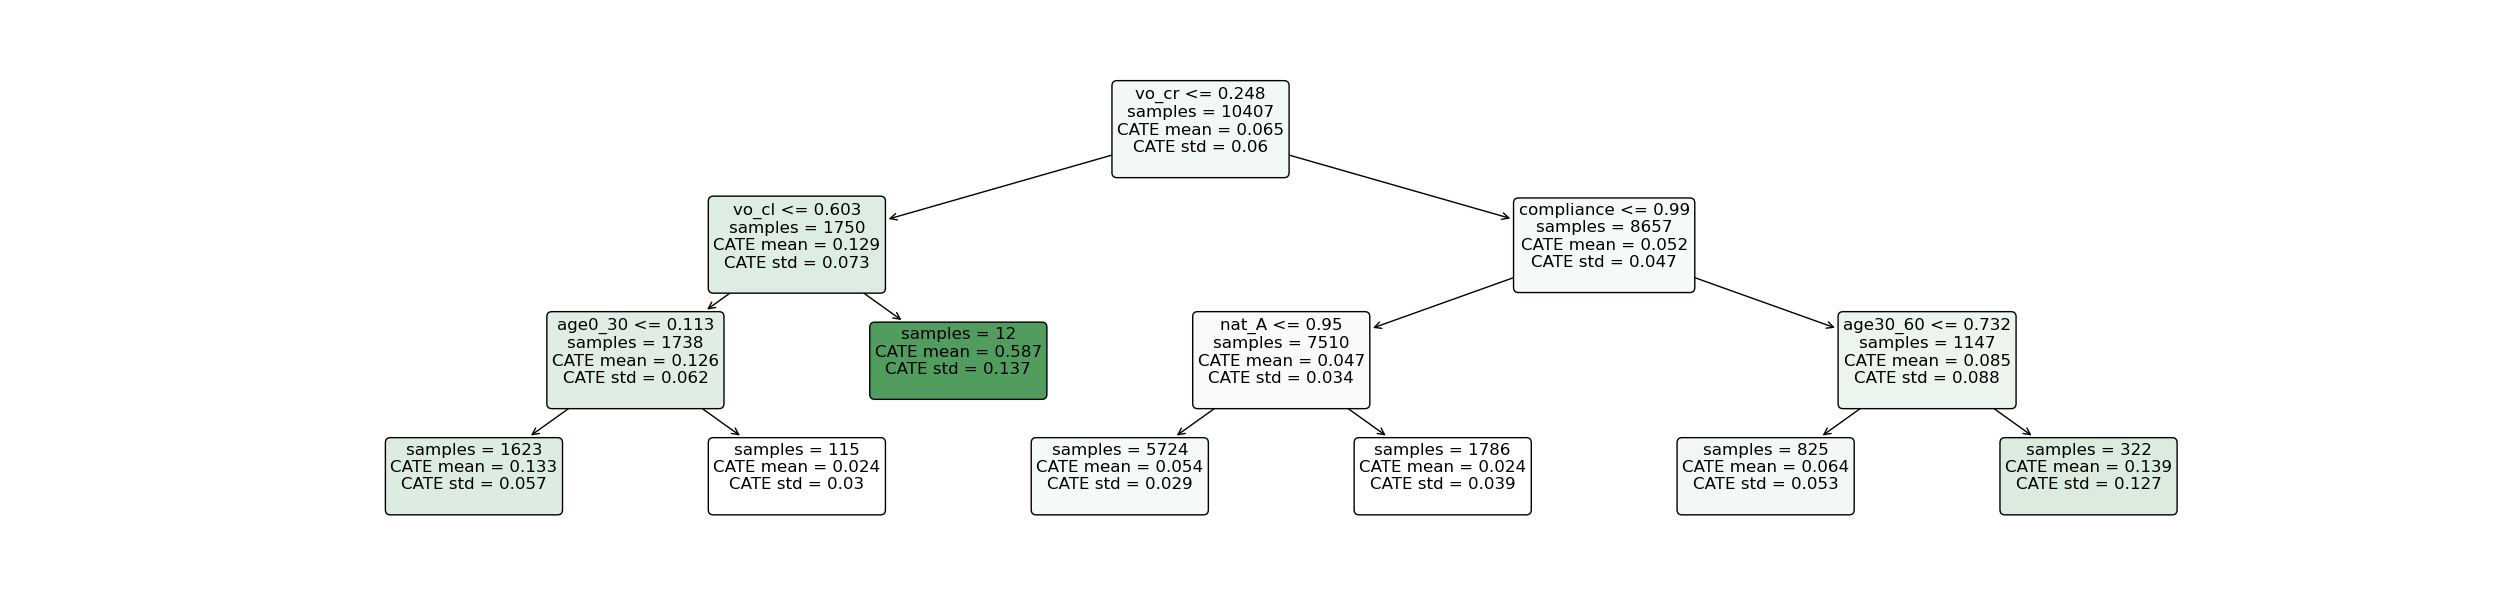 vo_cr <= 0.248
samples = 10407
CATE mean = 0.065
CATE std = 0.06
vo_cl <= 0.603
samples = 1750
CATE mean = 0.129
CATE std = 0.073
compliance <= 0.99
samples = 8657
CATE mean = 0.052
CATE std = 0.047
age0_30 <= 0.113
samples = 1738
CATE mean = 0.126
CATE std = 0.062
samples = 12
CATE mean = 0.587
CATE std = 0.137
nat_A <= 0.95
samples = 7510
CATE mean = 0.047
CATE std = 0.034
age30_60 <= 0.732
samples = 1147
CATE mean = 0.085
CATE std = 0.088
samples = 1623
CATE mean = 0.133
CATE std = 0.057
samples = 115
CATE mean = 0.024
CATE std = 0.03
samples = 5724
CATE mean = 0.054
CATE std = 0.029
samples = 1786
CATE mean = 0.024
CATE std = 0.039
samples = 825
CATE mean = 0.064
CATE std = 0.053
samples = 322
CATE mean = 0.139
CATE std = 0.127